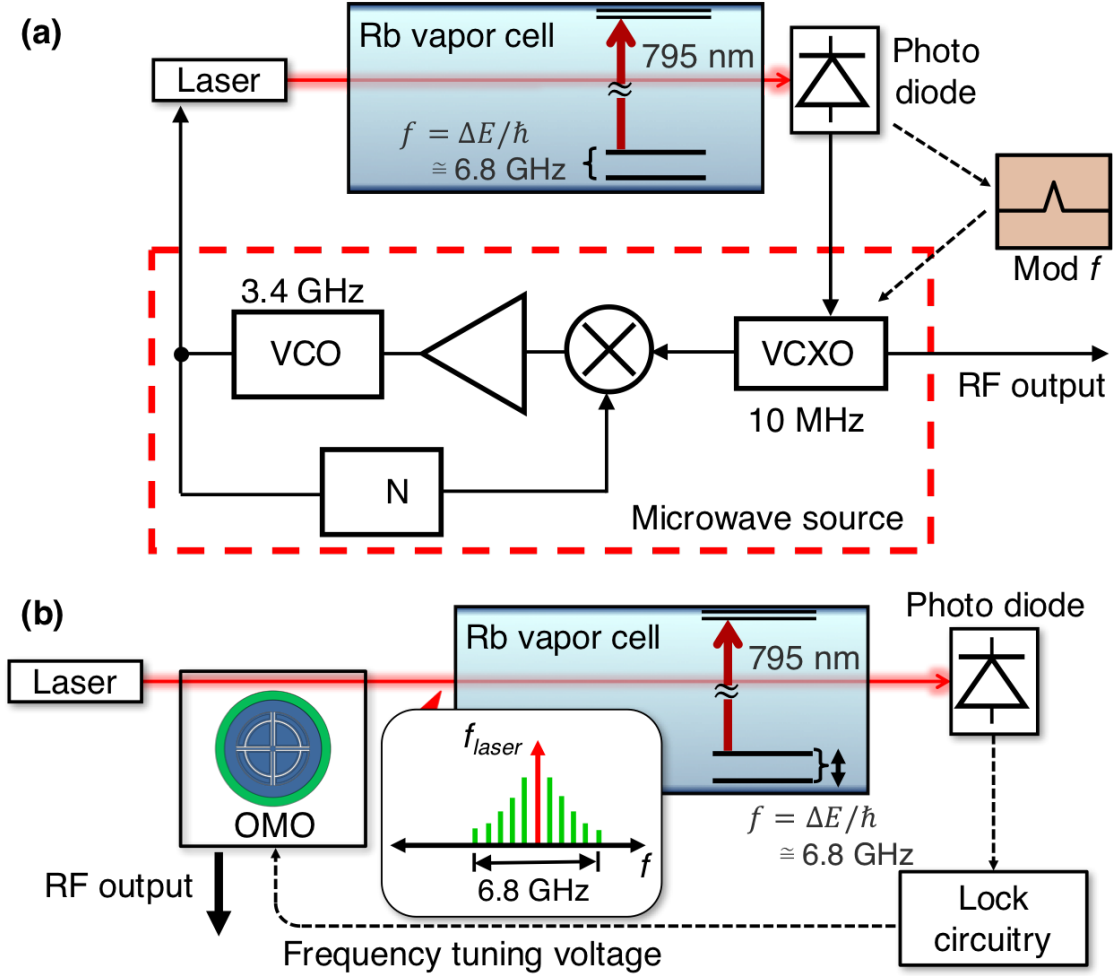 (a)
Rb vapor cell
795 nm
Photo
diode
Laser
f = ΔE/ħ
≅ 6.8 GHz
Mod f
3.4 GHz
VCO
VCXO
RF output
10 MHz
N
Microwave source
(b)
Photo diode
Rb vapor cell
795 nm
Laser
f laser
OMO
f = ΔE/ħ
≅ 6.8 GHz
f
6.8 GHz
RF output
Lock
circuitry
Frequency tuning voltage